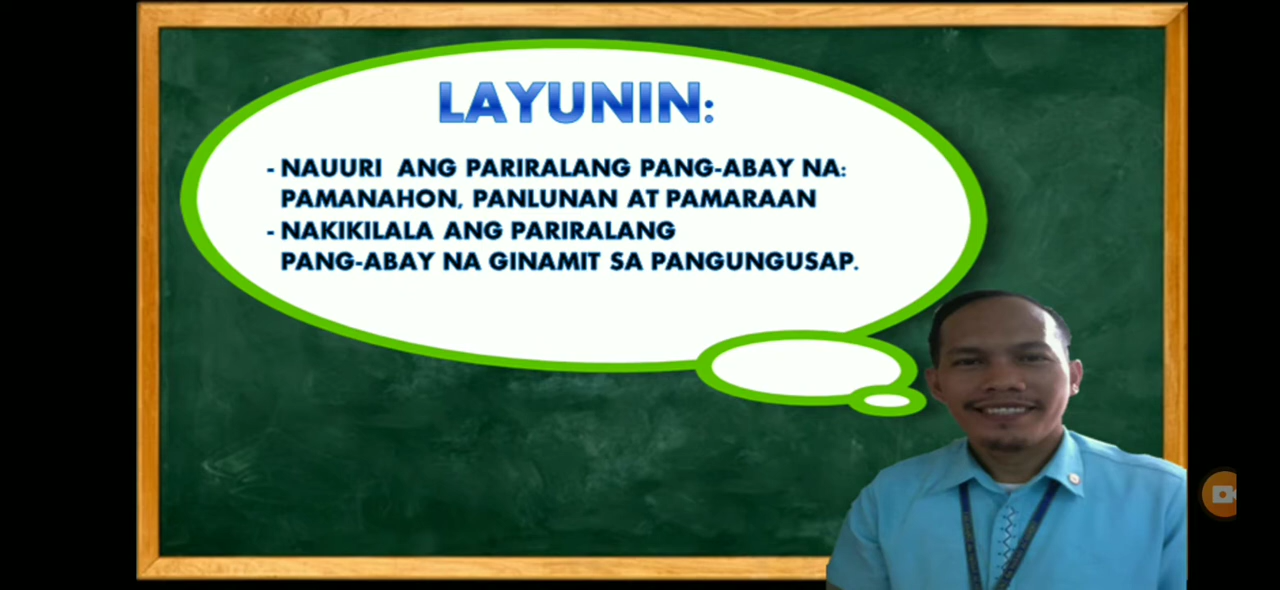 LAYUNIN:
- NAUURI ANG PARIRALANG PANG-ABAY NA:
PAMANAHON, PANLUNAN AT PAMARAAN
- NAKIKILALA ANG PARIRALANG
PANG-ABAY NA GINAMIT SA PANGUNGUSAP.